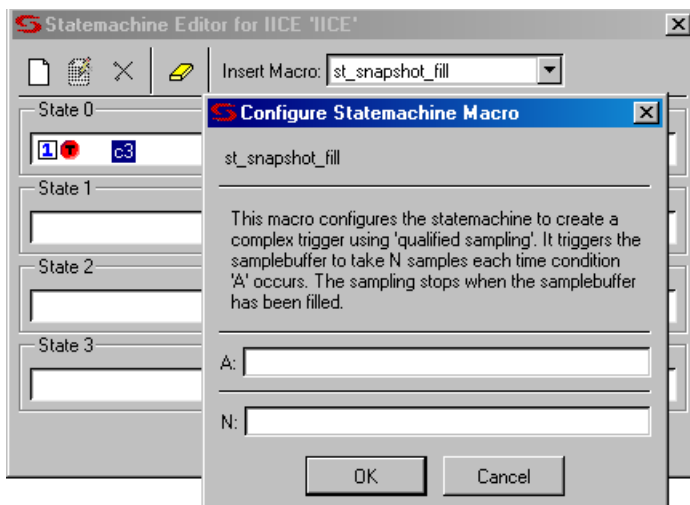 Statemachine Editor for IICE 'IICE'
Insert Macro: st_snapshot_fill
State 0
1 T c3
State 1
State 2
State 3
Configure Statemachine Macro
st_snapshot_fill
This macro configures the statemachine to create a
complex trigger using 'qualified sampling'. It triggers the
samplebuffer to take N samples each time condition
'A' occurs. The sampling stops when the samplebuffer
has been filled.
A:
N:
OK Cancel